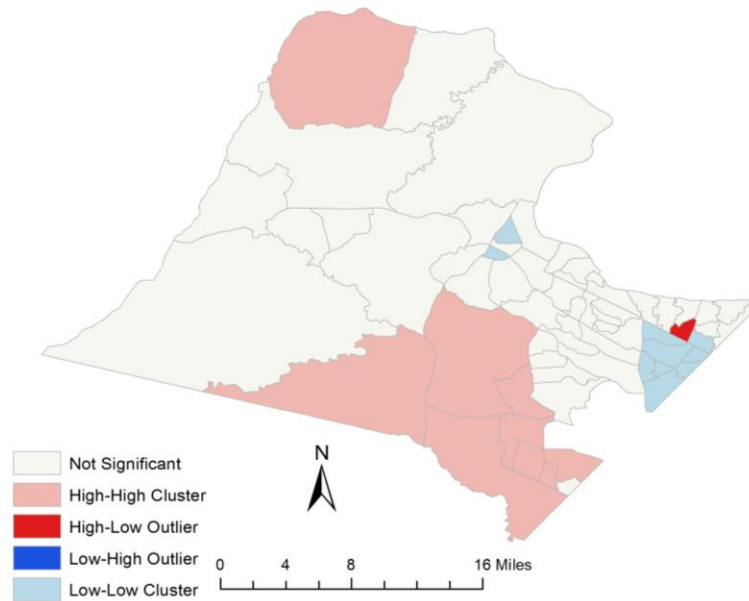 Not Significant
High-High Cluster
High-Low Outlier
Low-High Outlier
Low-Low Cluster
N
0 4 8 16 Miles